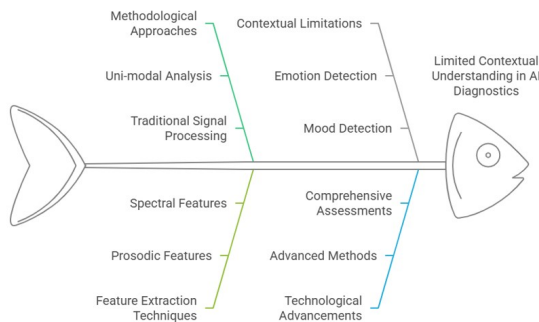 Methodological
Approaches
Uni-modal Analysis
Traditional Signal
Processing
Contextual Limitations
Emotion Detection
Mood Detection
Limited Contextual
Understanding in AI
Diagnostics
Spectral Features
Prosodic Features
Feature Extraction
Techniques
Comprehensive
Assessments
Advanced Methods
Technological
Advancements